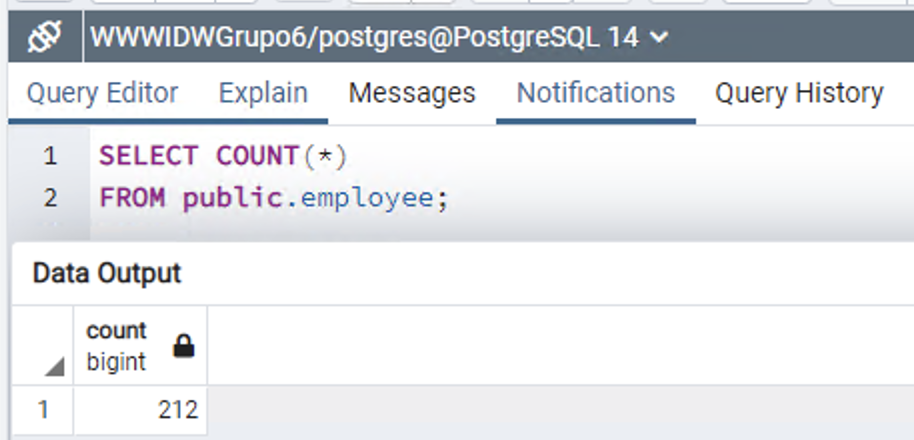 WWWIDWGrupo6/postgres@PostgreSQL 14
Query Editor Explain Messages Notifications Query History
1 SELECT COUNT(*)
2 FROM public.employee;
Data Output
count
bigint
1 212